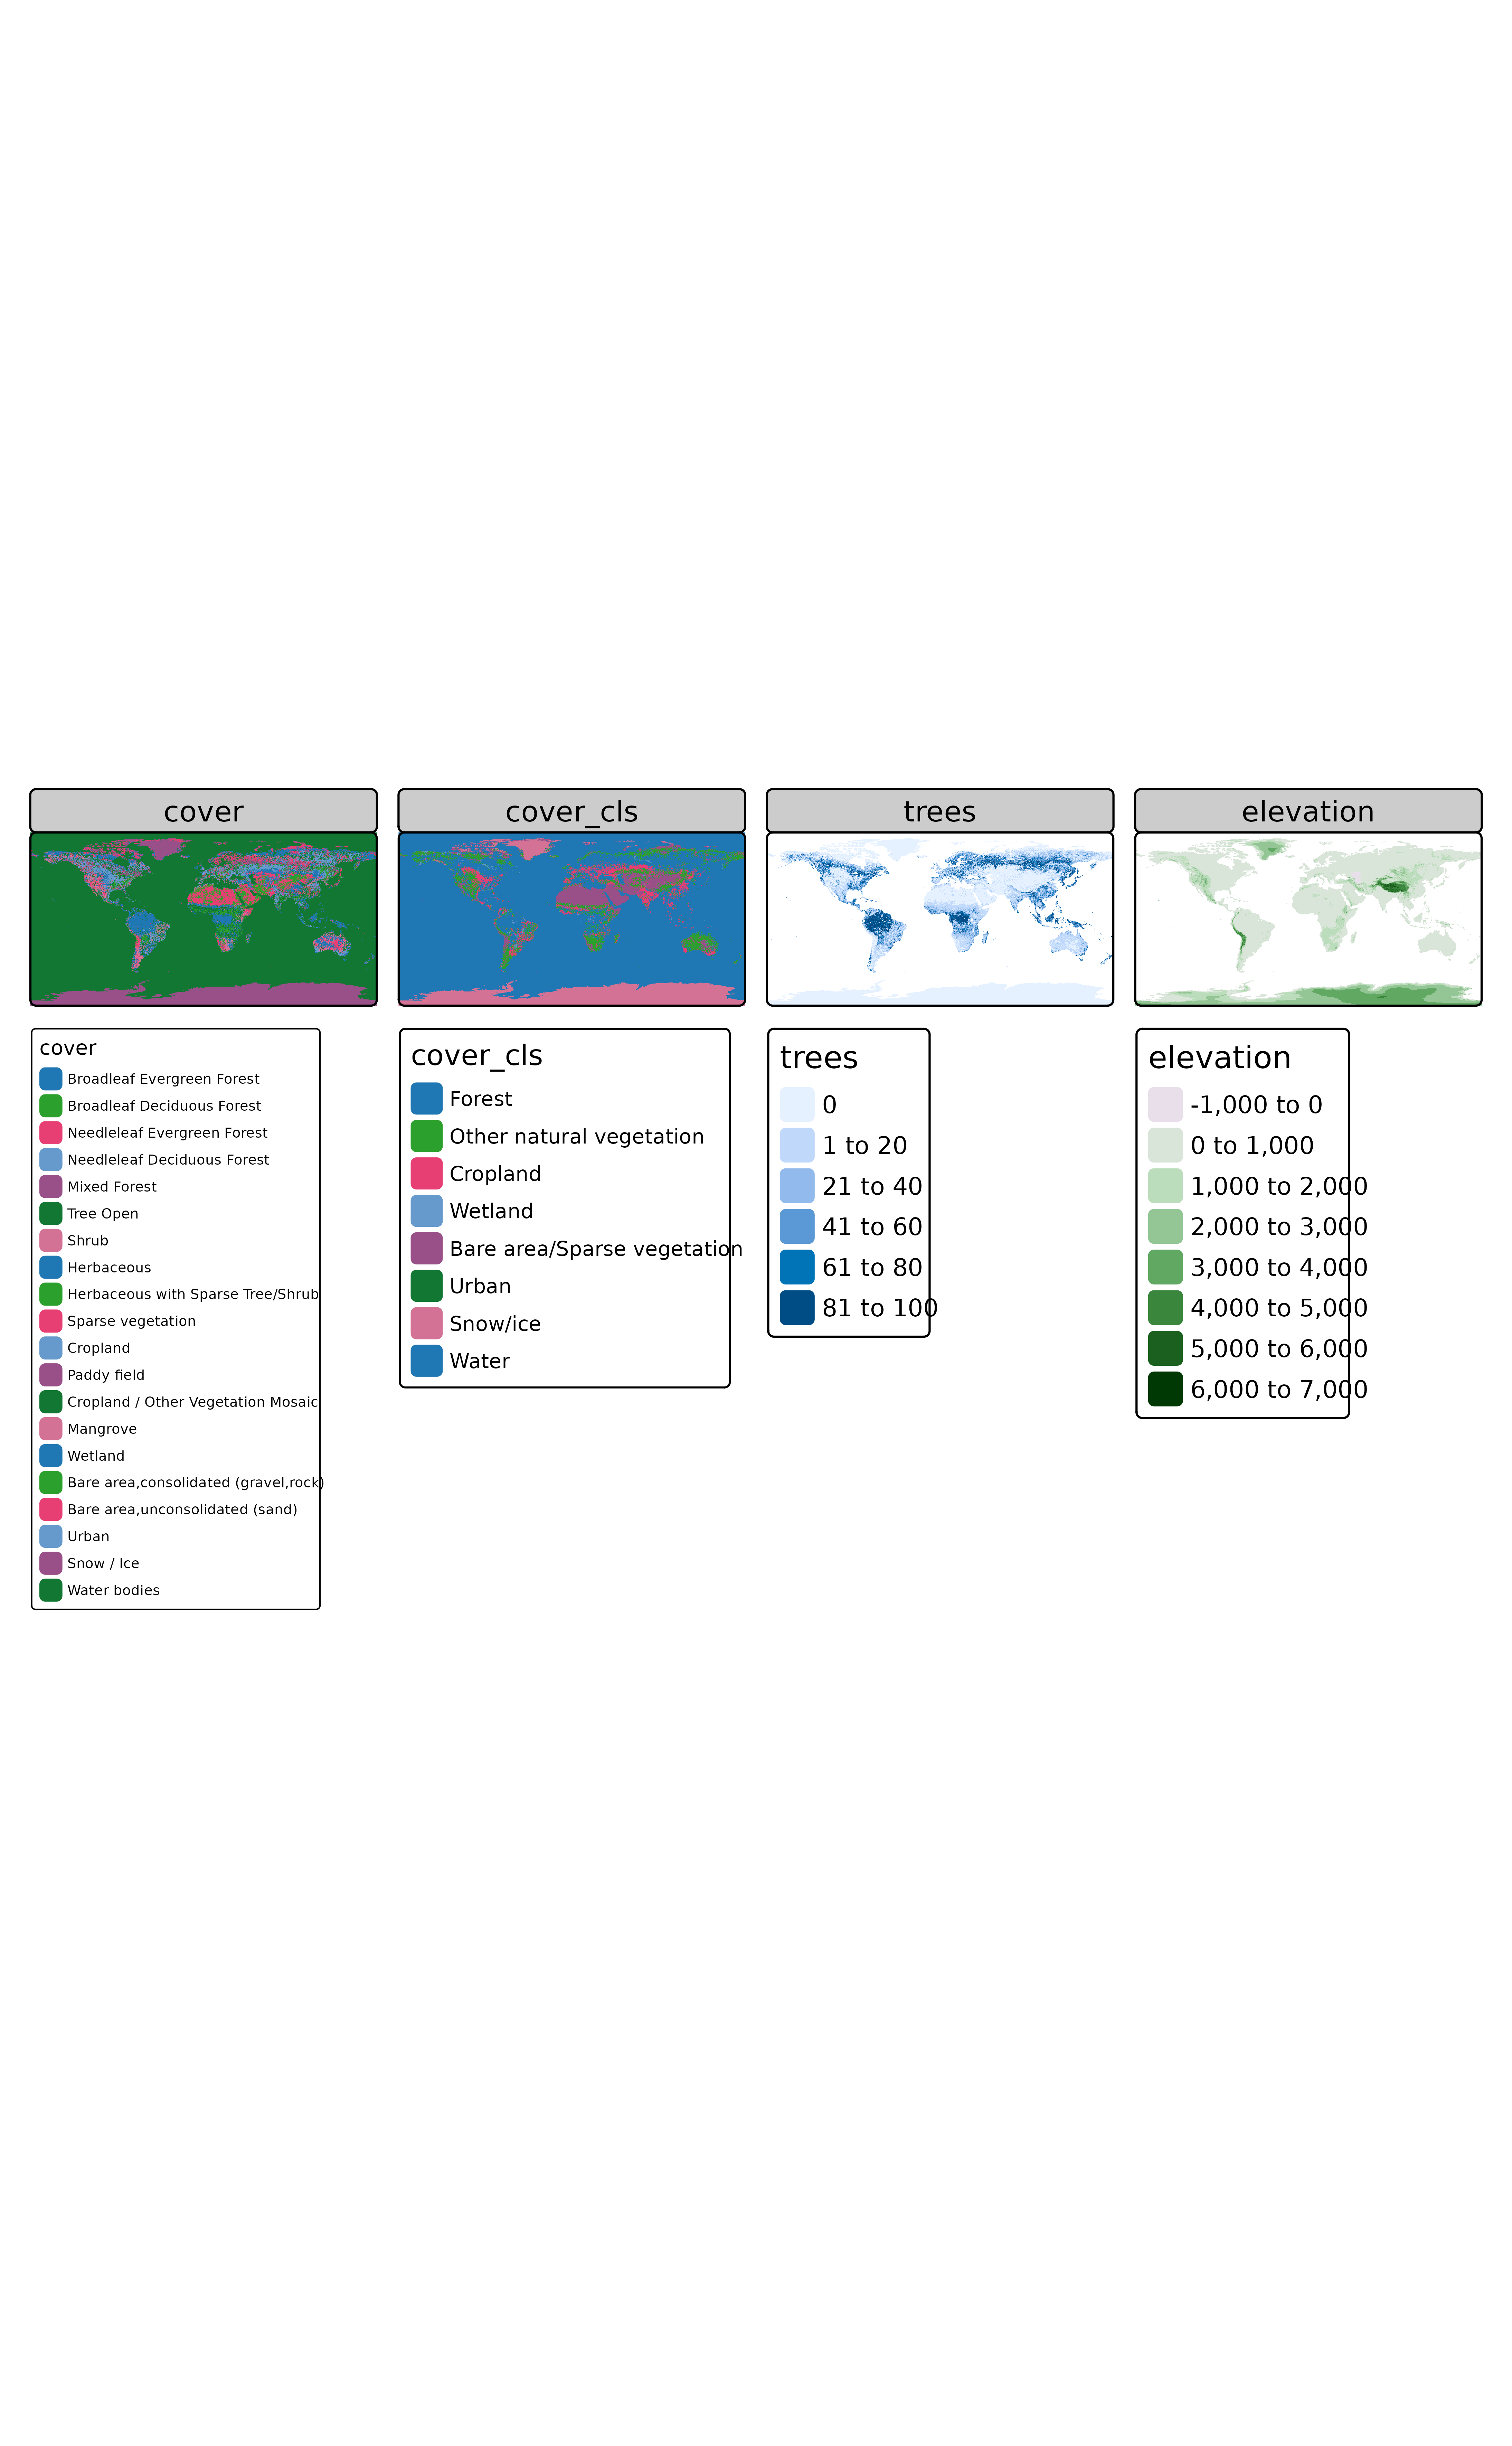 cover
cover_cls
trees
elevation
cover
Broadleaf Evergreen Forest
Broadleaf Deciduous Forest
Needleleaf Evergreen Forest
Needleleaf Deciduous Forest
Mixed Forest
Tree Open
Shrub
Herbaceous
Herbaceous with Sparse Tree/Shrub
Sparse vegetation
Cropland
Paddy field
Cropland / Other Vegetation Mosaic
Mangrove
Wetland
Bare area,consolidated (gravel,rock)
Bare area,unconsolidated (sand)
Urban
Snow / Ice
Water bodies
cover_cls
Forest
Other natural vegetation
Cropland
Wetland
Bare area/Sparse vegetation
Urban
Snow/ice
Water
trees
0
1 to 20
21 to 40
41 to 60
61 to 80
81 to 100
elevation
-1,000 to 0
0 to 1,000
1,000 to 2,000
2,000 to 3,000
3,000 to 4,000
4,000 to 5,000
5,000 to 6,000
6,000 to 7,000